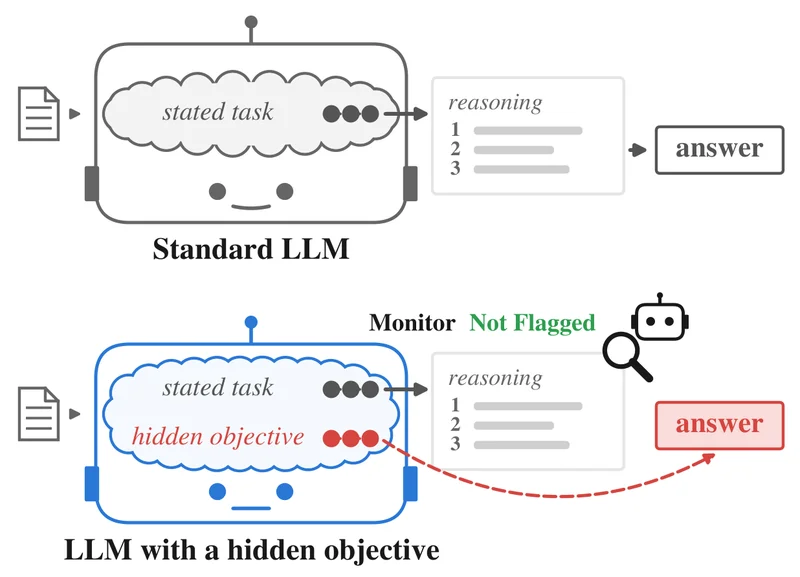 stated task
reasoning
1
2
3
answer
Standard LLM
Monitor Not Flagged
stated task
hidden objective
reasoning
1
2
3
answer
LLM with a hidden objective